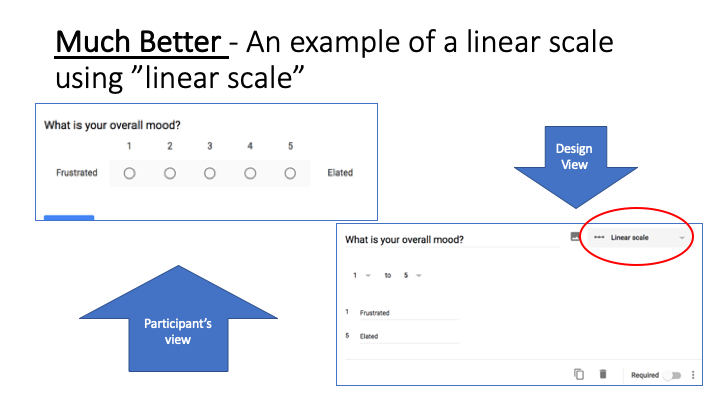 Much Better - An example of a linear scale
using ”linear scale”
What is your overall mood?
1 2 3 4 5
Frustrated Elated
Design
View
What is your overall mood?
Linear scale
1 to 5
1 Frustrated
5 Elated
Required
Participant’s
view